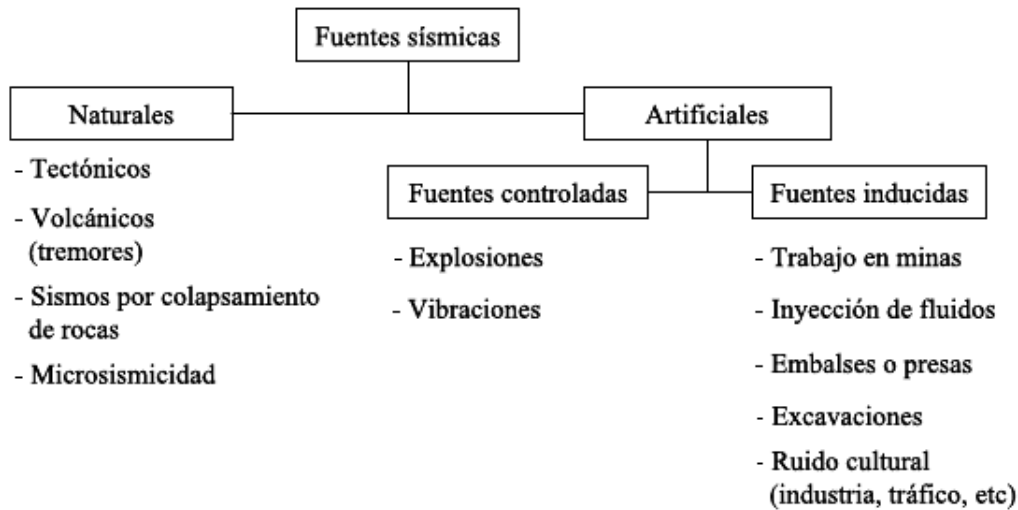 Fuentes sísmicas
Naturales
- Tectónicos
- Volcánicos
(tremores)
- Sismos por colapsamiento
de rocas
- Microsismicidad
Artificiales
Fuentes controladas
- Explosiones
- Vibraciones
Fuentes inducidas
- Trabajo en minas
- Inyección de fluidos
- Embalses o presas
- Excavaciones
- Ruido cultural
(industria, tráfico, etc)